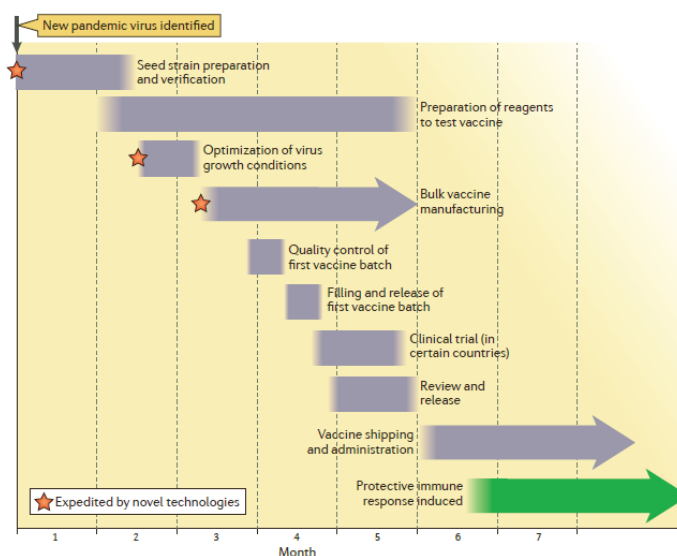 New pandemic virus identified
Seed strain preparation
and verification
Preparation of reagents
to test vaccine
Optimization of virus
growth conditions
Bulk vaccine
manufacturing
Quality control of
first vaccine batch
Filling and release of
first vaccine batch
Clinical trial (in
certain countries)
Review and
release
Vaccine shipping
and administration
Protective immune
response induced
Expedited by novel technologies
1 2 3 4 5 6 7
Month